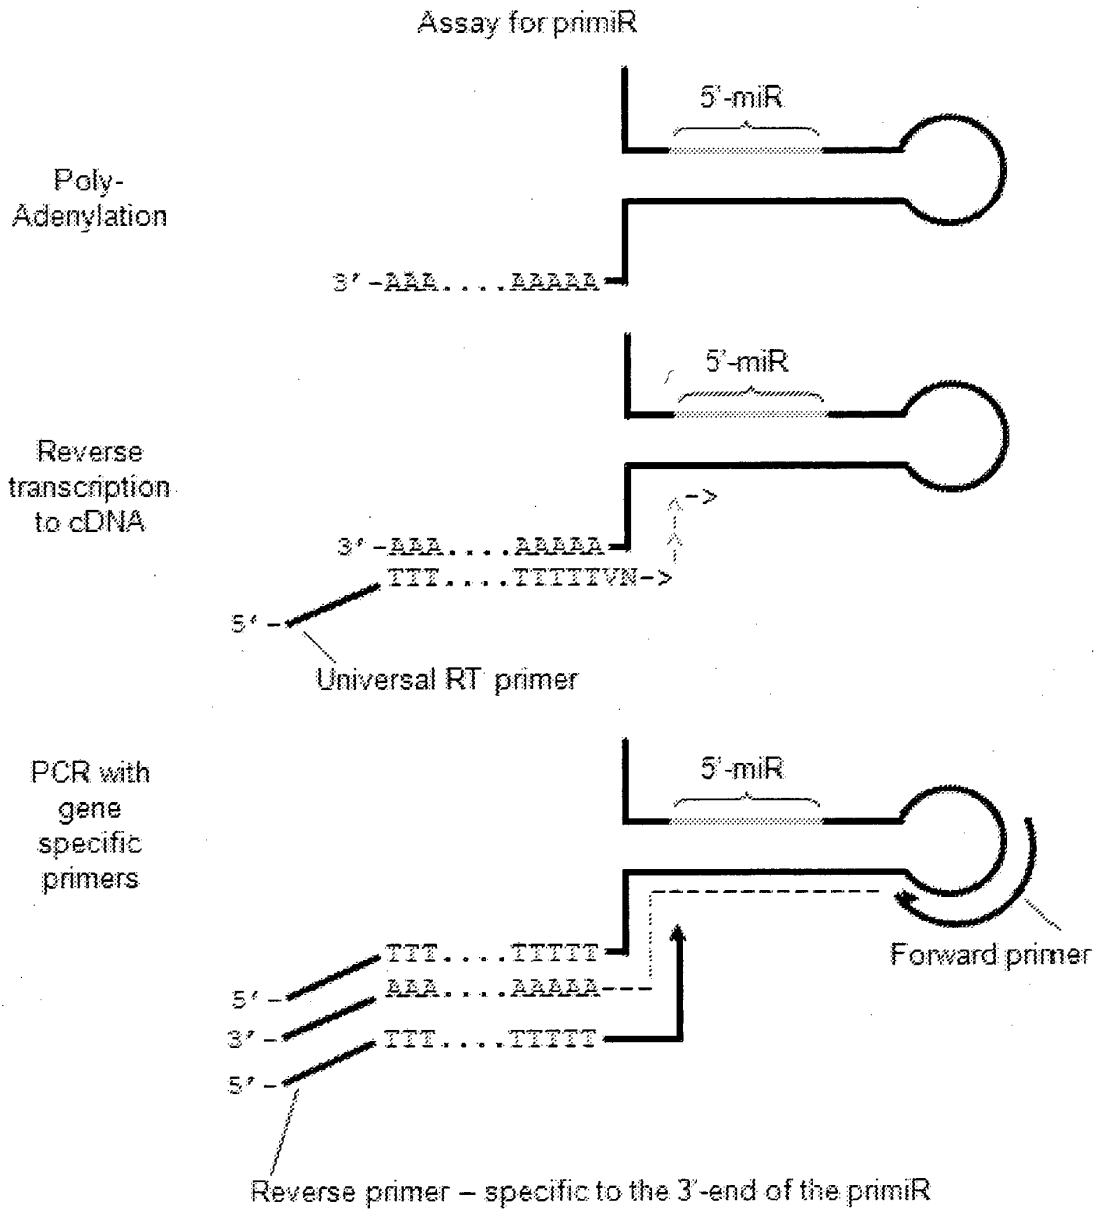 Assay for primiR
5'-miR
Poly-
Adenylation
3'-AAA....AAAAA
5'-miR
Reverse
transcription
to cDNA
3'-AAA....AAAAA
TTT....TTTTTVN->
->
5'-
Universal RT primer
PCR with
gene
specific
primers
5'-miR
Forward primer
TTT....TTTTT
5'-
AAA....AAAAA
3'-
TTT....TTTTT
5'-
Reverse primer – specific to the 3'-end of the primiR